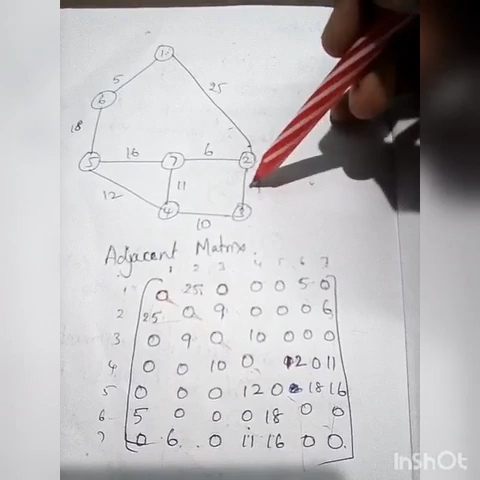 1
5
25
6
18
5
16
7
6
2
12
11
4
10
3
Adjacent Matrix.
1 2 3 4 5 6 7
1 0 25 0 0 0 5 0
2 25 0 9 0 0 0 6
3 0 9 0 10 0 0 0
4 0 0 10 0 12 0 11
5 0 0 0 12 0 18 16
6 5 0 0 0 18 0 0
7 0 6 0 11 16 0 0
InShOt